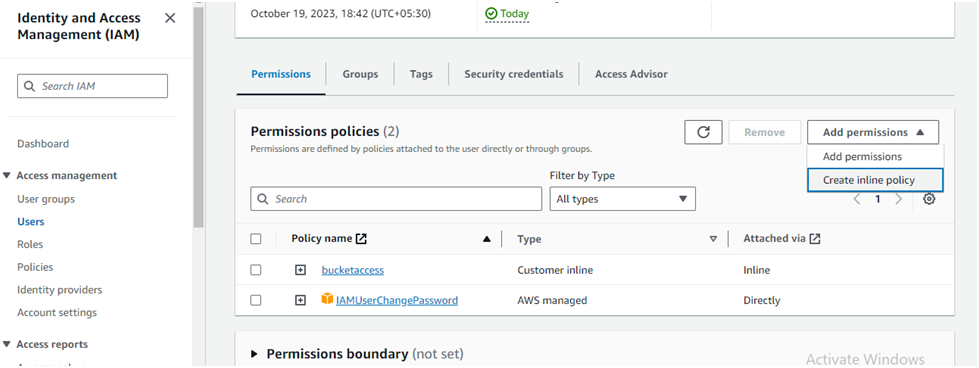 Identity and Access
Management (IAM)
Search IAM
Dashboard
Access management
User groups
Users
Roles
Policies
Identity providers
Account settings
Access reports
October 19, 2023, 18:42 (UTC+05:30)
Today
Permissions
Groups
Tags
Security credentials
Access Advisor
Permissions policies (2)
Permissions are defined by policies attached to the user directly or through groups.
Remove
Add permissions
Add permissions
Create inline policy
Filter by Type
Search
All types
1
Policy name
Type
Attached via
bucketaccess
Customer inline
Inline
IAMUserChangePassword
AWS managed
Directly
Permissions boundary (not set)
Activate Windows